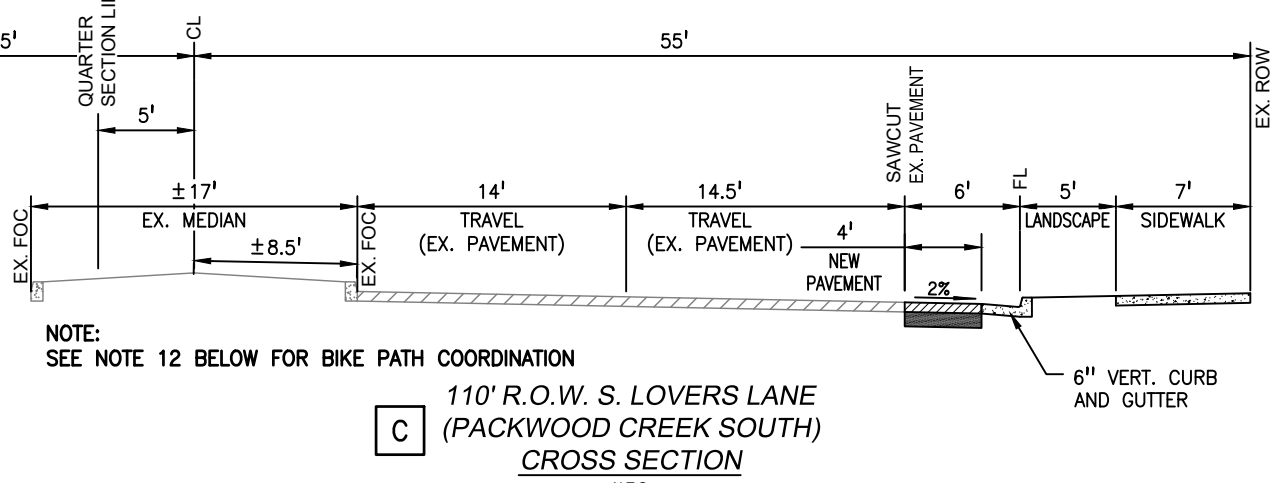 5'
QUARTER
SECTION
CL
55'
EX. ROW
5'
SAWCUT
EX. PAVEMENT
EX. FOC
±17'
EX. MEDIAN
±8.5'
EX. FOC
14'
TRAVEL
(EX. PAVEMENT)
14.5'
TRAVEL
(EX. PAVEMENT)
4'
NEW
PAVEMENT
6'
2%
FL
5'
LANDSCAPE
7'
SIDEWALK
NOTE:
SEE NOTE 12 BELOW FOR BIKE PATH COORDINATION
6" VERT. CURB
AND GUTTER
C
110' R.O.W. S. LOVERS LANE
(PACKWOOD CREEK SOUTH)
CROSS SECTION